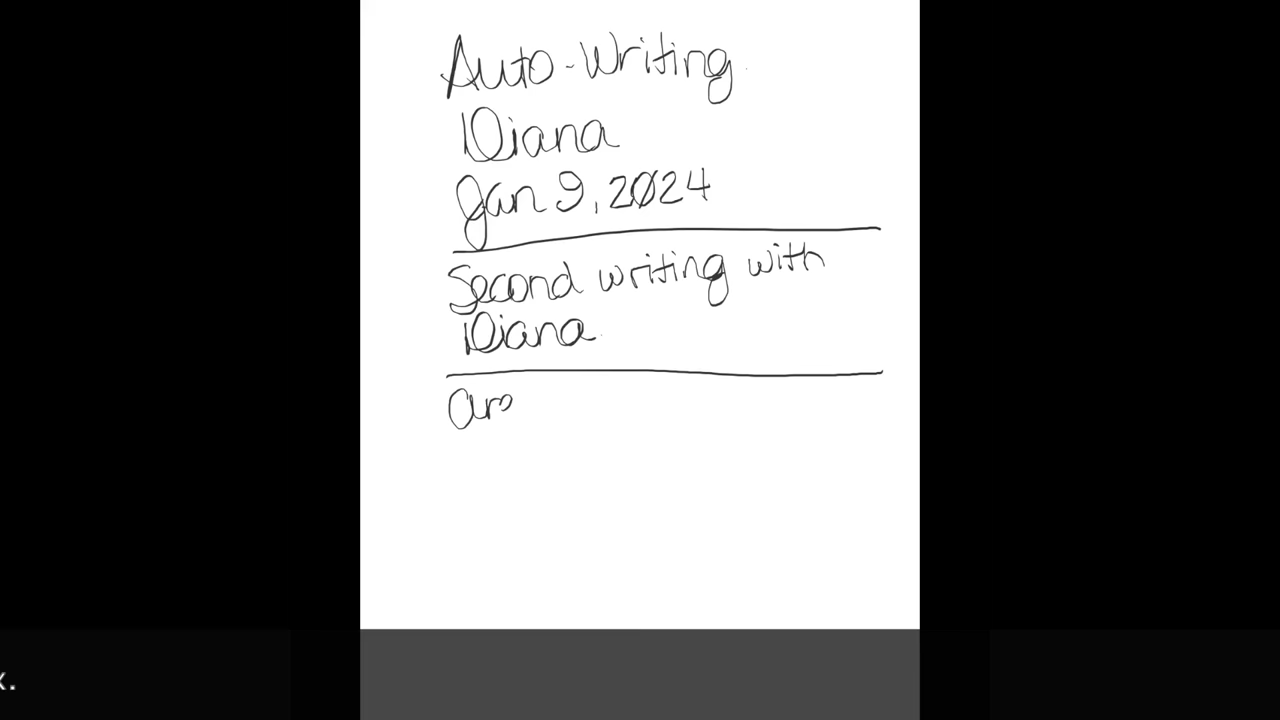 Auto-Writing
Diana
Jan 9, 2024
Second writing with
Diana
x.